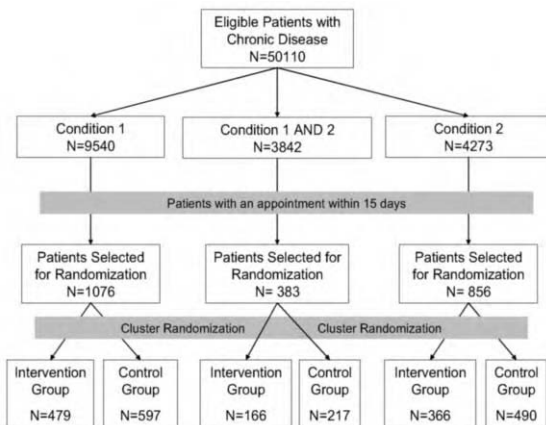 Eligible Patients with
Chronic Disease
N=50110
Condition 1
N=9540
Condition 1 AND 2
N=3842
Condition 2
N=4273
Patients with an appointment within 15 days
Patients Selected
for Randomization
N=1076
Patients Selected for
Randomization
N= 383
Patients Selected
for Randomization
N= 856
Cluster Randomization
Cluster Randomization
Intervention
Group
N=479
Control
Group
N=597
Intervention
Group
N=166
Control
Group
N=217
Intervention
Group
N=366
Control
Group
N=490